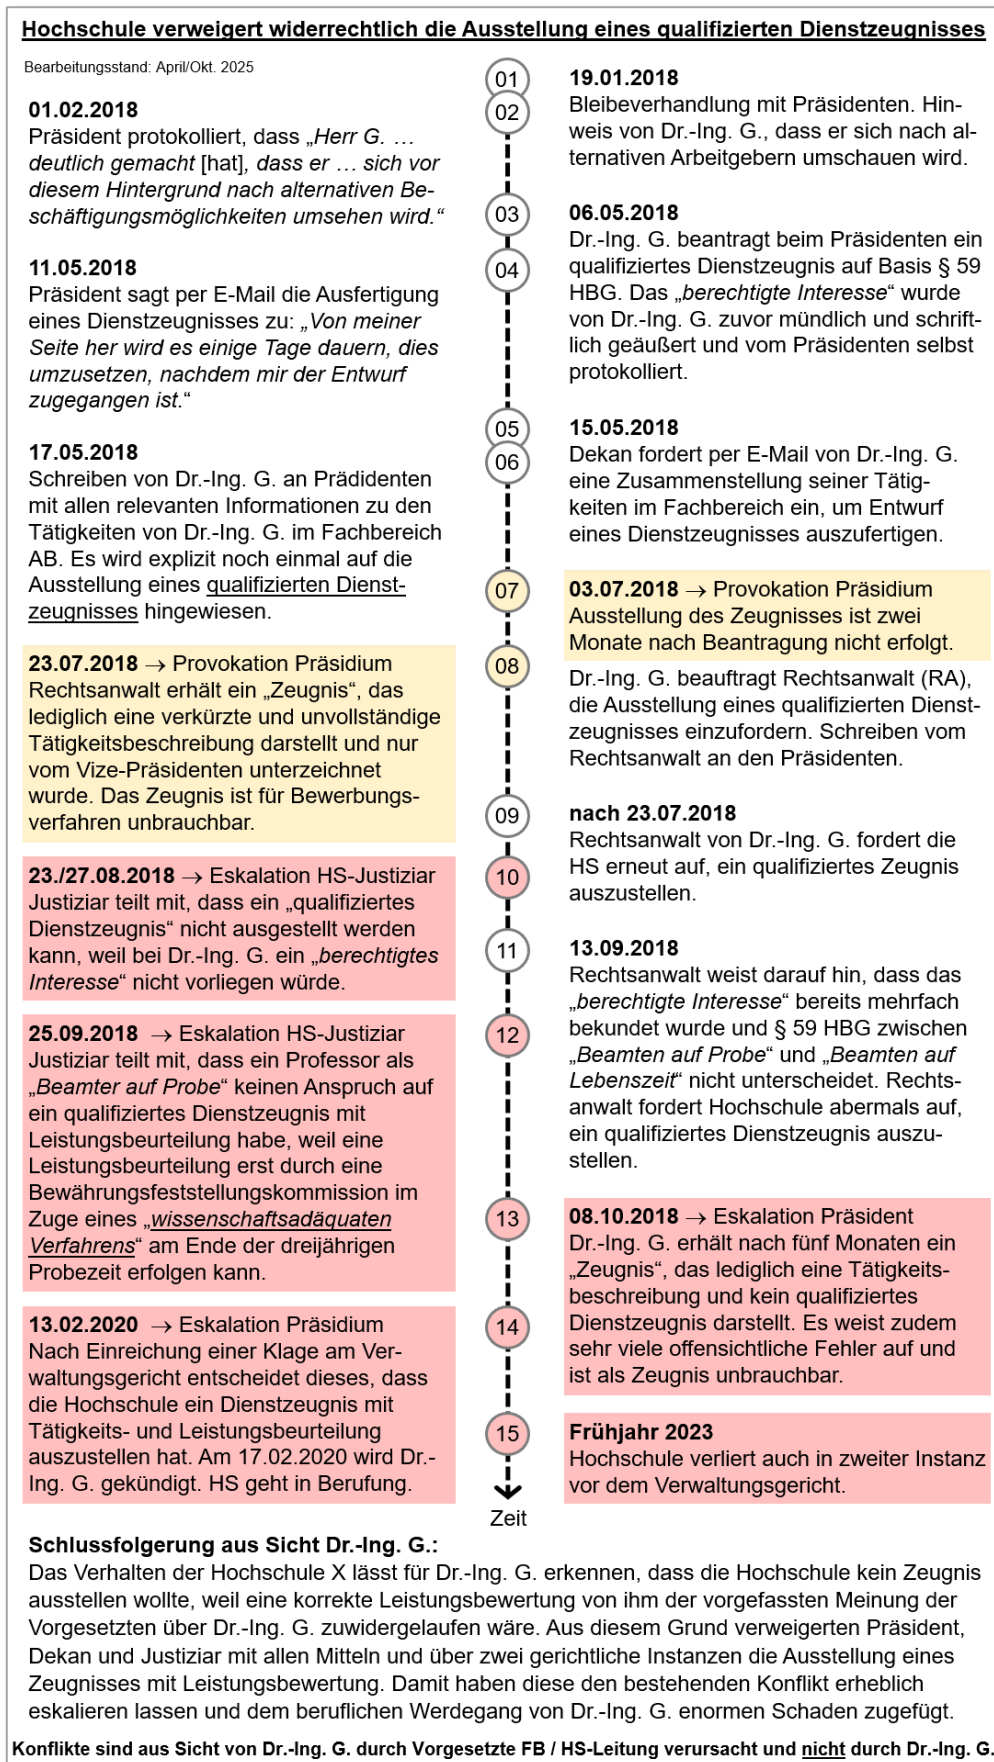 Hochschule verweigert widerrechtlich die Ausstellung eines qualifizierten Dienstzeugnisses
Bearbeitungsstand: April/Okt. 2025
01
19.01.2018
Bleibeverhandlung mit Präsidenten. Hin-
weis von Dr.-Ing. G., dass er sich nach al-
ternativen Arbeitgebern umschauen wird.
02
01.02.2018
Präsident protokolliert, dass „Herr G. …
deutlich gemacht [hat], dass er … sich vor
diesem Hintergrund nach alternativen Be-
schäftigungsmöglichkeiten umsehen wird.“
03
06.05.2018
Dr.-Ing. G. beantragt beim Präsidenten ein
qualifiziertes Dienstzeugnis auf Basis § 59
HBG. Das „berechtigte Interesse“ wurde
von Dr.-Ing. G. zuvor mündlich und schrift-
lich geäußert und vom Präsidenten selbst
protokolliert.
04
11.05.2018
Präsident sagt per E-Mail die Ausfertigung
eines Dienstzeugnisses zu: „Von meiner
Seite her wird es einige Tage dauern, dies
umzusetzen, nachdem mir der Entwurf
zugegangen ist.“
05
15.05.2018
Dekan fordert per E-Mail von Dr.-Ing. G.
eine Zusammenstellung seiner Tätig-
keiten im Fachbereich ein, um Entwurf
eines Dienstzeugnisses auszufertigen.
06
17.05.2018
Schreiben von Dr.-Ing. G. an Prädidenten
mit allen relevanten Informationen zu den
Tätigkeiten von Dr.-Ing. G. im Fachbereich
AB. Es wird explizit noch einmal auf die
Ausstellung eines qualifizierten Dienst-
zeugnisses hingewiesen.
07
03.07.2018 → Provokation Präsidium
Ausstellung des Zeugnisses ist zwei
Monate nach Beantragung nicht erfolgt.
Dr.-Ing. G. beauftragt Rechtsanwalt (RA),
die Ausstellung eines qualifizierten Dienst-
zeugnisses einzufordern. Schreiben vom
Rechtsanwalt an den Präsidenten.
08
23.07.2018 → Provokation Präsidium
Rechtsanwalt erhält ein „Zeugnis“, das
lediglich eine verkürzte und unvollständige
Tätigkeitsbeschreibung darstellt und nur
vom Vize-Präsidenten unterzeichnet
wurde. Das Zeugnis ist für Bewerbungs-
verfahren unbrauchbar.
09
nach 23.07.2018
Rechtsanwalt von Dr.-Ing. G. fordert die
HS erneut auf, ein qualifiziertes Zeugnis
auszustellen.
10
23./27.08.2018 → Eskalation HS-Justiziar
Justiziar teilt mit, dass ein „qualifiziertes
Dienstzeugnis“ nicht ausgestellt werden
kann, weil bei Dr.-Ing. G. ein „berechtigtes
Interesse“ nicht vorliegen würde.
11
13.09.2018
Rechtsanwalt weist darauf hin, dass das
„berechtigte Interesse“ bereits mehrfach
bekundet wurde und § 59 HBG zwischen
„Beamten auf Probe“ und „Beamten auf
Lebenszeit“ nicht unterscheidet. Rechts-
anwalt fordert Hochschule abermals auf,
ein qualifiziertes Dienstzeugnis auszu-
stellen.
12
25.09.2018 → Eskalation HS-Justiziar
Justiziar teilt mit, dass ein Professor als
„Beamter auf Probe“ keinen Anspruch auf
ein qualifiziertes Dienstzeugnis mit
Leistungsbeurteilung habe, weil eine
Leistungsbeurteilung erst durch eine
Bewährungsfeststellungskommission im
Zuge eines „wissenschaftsadäquaten
Verfahrens“ am Ende der dreijährigen
Probezeit erfolgen kann.
13
08.10.2018 → Eskalation Präsident
Dr.-Ing. G. erhält nach fünf Monaten ein
„Zeugnis“, das lediglich eine Tätigkeits-
beschreibung und kein qualifiziertes
Dienstzeugnis darstellt. Es weist zudem
sehr viele offensichtliche Fehler auf und
ist als Zeugnis unbrauchbar.
14
13.02.2020 → Eskalation Präsidium
Nach Einreichung einer Klage am Ver-
waltungsgericht entscheidet dieses, dass
die Hochschule ein Dienstzeugnis mit
Tätigkeits- und Leistungsbeurteilung
auszustellen hat. Am 17.02.2020 wird Dr.-
Ing. G. gekündigt. HS geht in Berufung.
15
Frühjahr 2023
Hochschule verliert auch in zweiter Instanz
vor dem Verwaltungsgericht.
Zeit
Schlussfolgerung aus Sicht Dr.-Ing. G.:
Das Verhalten der Hochschule X lässt für Dr.-Ing. G. erkennen, dass die Hochschule kein Zeugnis
ausstellen wollte, weil eine korrekte Leistungsbewertung von ihm der vorgefassten Meinung der
Vorgesetzten über Dr.-Ing. G. zuwidergelaufen wäre. Aus diesem Grund verweigerten Präsident,
Dekan und Justiziar mit allen Mitteln und über zwei gerichtliche Instanzen die Ausstellung eines
Zeugnisses mit Leistungsbewertung. Damit haben diese den bestehenden Konflikt erheblich
eskalieren lassen und dem beruflichen Werdegang von Dr.-Ing. G. enormen Schaden zugefügt.
Konflikte sind aus Sicht von Dr.-Ing. G. durch Vorgesetzte FB / HS-Leitung verursacht und nicht durch Dr.-Ing. G.